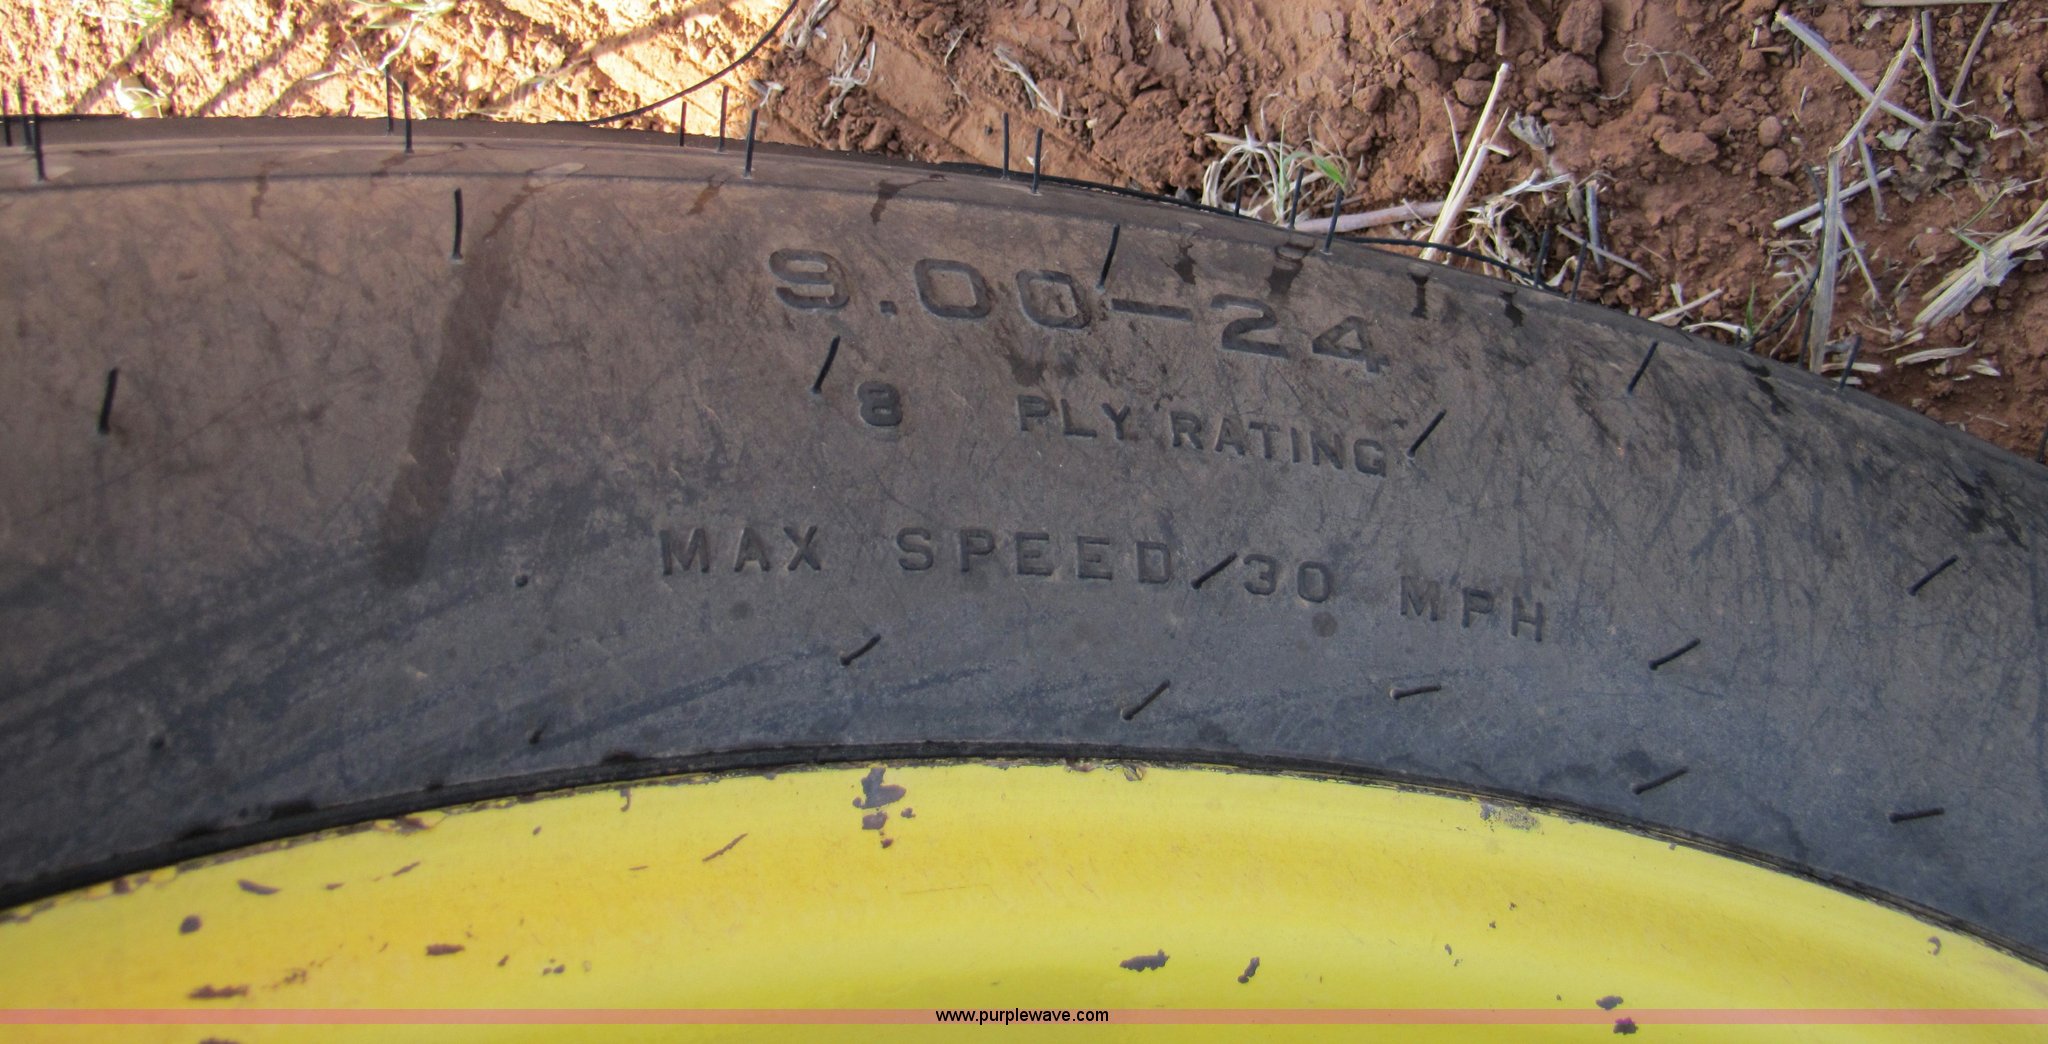 9.00-24
8 PLY RATING
MAX SPEED 30 MPH
www.purplewave.com